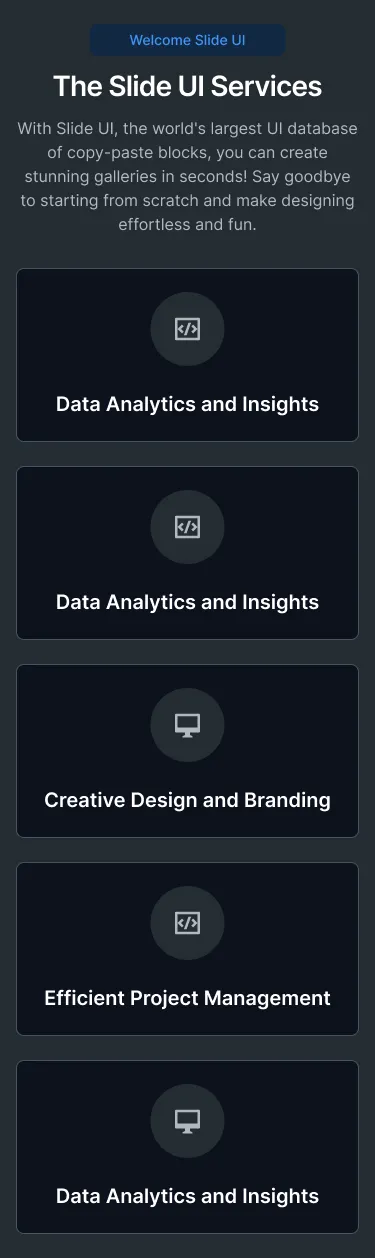 Welcome Slide UI
The Slide UI Services
With Slide UI, the world's largest UI database
of copy-paste blocks, you can create
stunning galleries in seconds! Say goodbye
to starting from scratch and make designing
effortless and fun.
Data Analytics and Insights
Data Analytics and Insights
Creative Design and Branding
Efficient Project Management
Data Analytics and Insights